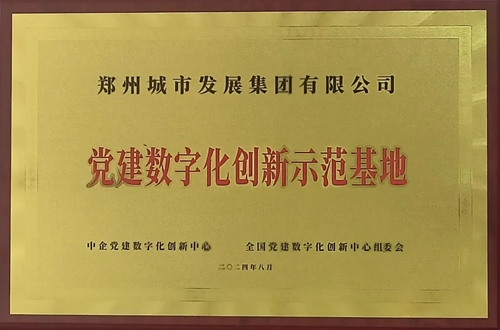 郑州城市发展集团有限公司
党建数字化创新示范基地
中企党建数字化创新中心 全国党建数字化创新中心组委会
二〇二四年八月